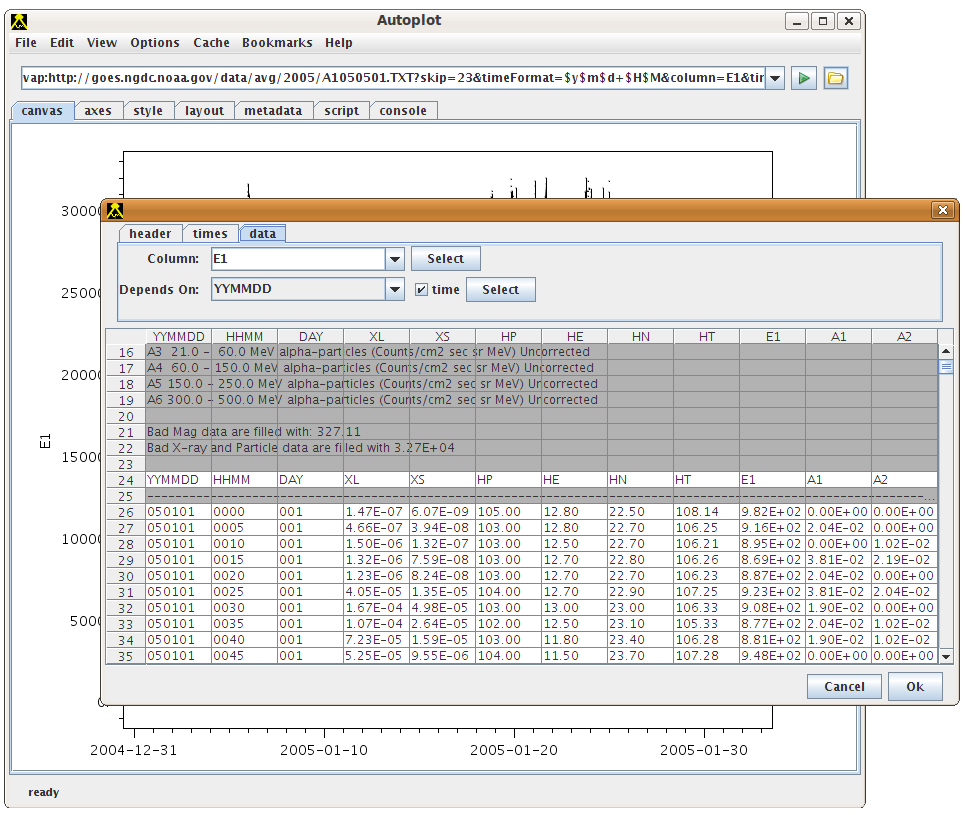 Autoplot
File Edit View Options Cache Bookmarks Help
vap:http://goes.ngdc.noaa.gov/data/avg/2005/A1050501.TXT?skip=23&timeFormat=$y$m$d+$H$M&column=E1&tir
canvas axes style layout metadata script console
30000
25000
20000
15000
10000
5000
0
E1
2004-12-31 2005-01-10 2005-01-20 2005-01-30
header times data
Column: E1 Select
Depends On: YYMMDD time Select
YYMMDD HHMM DAY XL XS HP HE HN HT E1 A1 A2
16 A3 21.0 - 60.0 MeV alpha-particles (Counts/cm2 sec sr MeV) Uncorrected
17 A4 60.0 - 150.0 MeV alpha-particles (Counts/cm2 sec sr MeV) Uncorrected
18 A5 150.0 - 250.0 MeV alpha-particles (Counts/cm2 sec sr MeV) Uncorrected
19 A6 300.0 - 500.0 MeV alpha-particles (Counts/cm2 sec sr MeV) Uncorrected
20
21 Bad Mag data are filled with: 327.11
22 Bad X-ray and Particle data are filled with 3.27E+04
23
24 YYMMDD HHMM DAY XL XS HP HE HN HT E1 A1 A2
25 ---------------------------------------------------------------...
26 050101 0000 001 1.47E-07 6.07E-09 105.00 12.80 22.50 108.14 9.82E+02 0.00E+00 0.00E+00
27 050101 0005 001 4.66E-07 3.94E-08 103.00 12.80 22.70 106.25 9.16E+02 2.04E-02 0.00E+00
28 050101 0010 001 1.50E-06 1.32E-07 103.00 12.50 22.70 106.21 8.95E+02 0.00E+00 1.02E-02
29 050101 0015 001 1.32E-06 7.59E-08 103.00 12.70 22.80 106.26 8.69E+02 3.81E-02 2.19E-02
30 050101 0020 001 1.23E-06 8.24E-08 103.00 12.70 22.70 106.23 8.87E+02 2.04E-02 0.00E+00
31 050101 0025 001 4.05E-05 1.35E-05 104.00 12.70 22.90 107.25 9.23E+02 3.81E-02 2.04E-02
32 050101 0030 001 1.67E-04 4.98E-05 103.00 13.00 23.00 106.33 9.08E+02 1.90E-02 0.00E+00
33 050101 0035 001 1.07E-04 2.64E-05 102.00 12.50 23.10 105.33 8.77E+02 2.04E-02 1.02E-02
34 050101 0040 001 7.23E-05 1.59E-05 103.00 11.80 23.40 106.28 8.81E+02 1.90E-02 1.02E-02
35 050101 0045 001 5.25E-05 9.55E-06 104.00 11.50 23.70 107.28 9.48E+02 0.00E+00 0.00E+00
Cancel Ok
ready